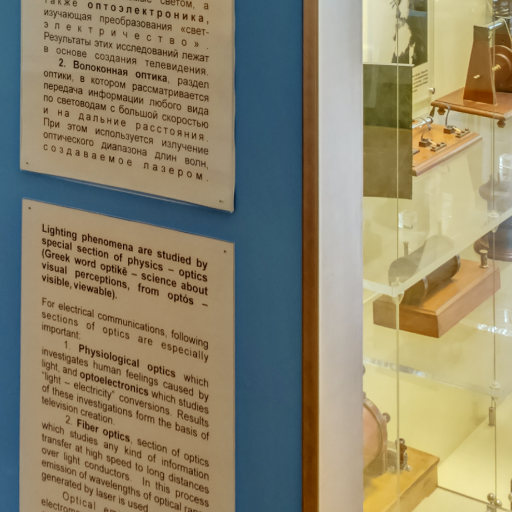 светом, а
также оптоэлектроника,
изучающая преобразования «свет-
электричество».
Результаты этих исследований лежат
в основе создания телевидения.
2. Волоконная оптика, раздел
оптики, в котором рассматривается
передача информации любого вида
по световодам с большой скоростью
и на дальние расстояния.
При этом используется излучение
оптического диапазона длин волн,
создаваемое лазером.
Lighting phenomena are studied by
special section of physics – optics
(Greek word optikē – science about
visual perceptions, from optós –
visible, viewable).
For electrical communications, following
sections of optics are especially
important:
1. Physiological optics which
investigates human feelings caused by
light, and optoelectronics which studies
"light – electricity" conversions. Results
of these investigations form the basis of
television creation.
2. Fiber optics, section of optics
which studies any kind of information
transfer at high speed to long distances
over light conductors. In this process
emission of wavelengths of optical range
generated by laser is used
Optical